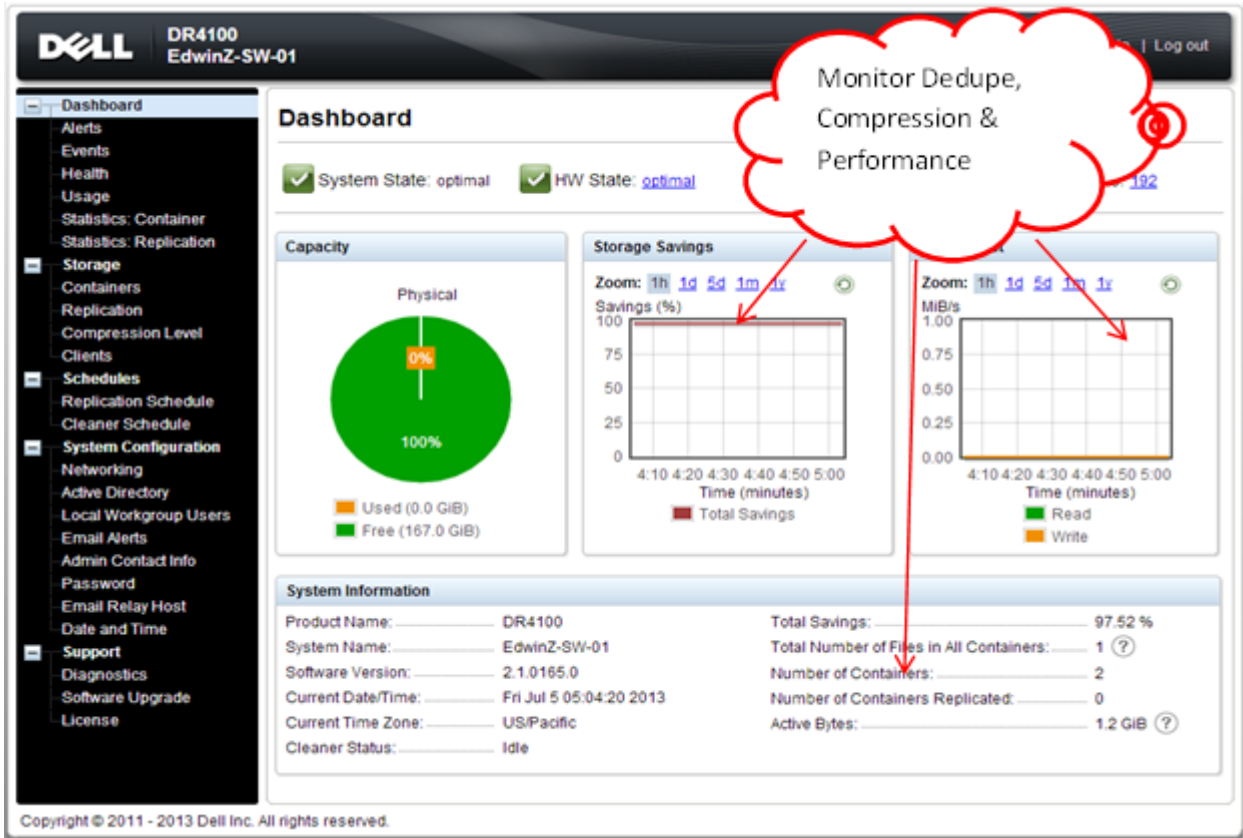 DELL
DR4100
EdwinZ-SW-01
| Log out
Monitor Dedupe,
Compression &
Performance
Dashboard
Alerts
Events
Health
Usage
Statistics: Container
Statistics: Replication
Storage
Containers
Replication
Compression Level
Clients
Schedules
Replication Schedule
Cleaner Schedule
System Configuration
Networking
Active Directory
Local Workgroup Users
Email Alerts
Admin Contact Info
Password
Email Relay Host
Date and Time
Support
Diagnostics
Software Upgrade
License
Dashboard
System State: optimal
HW State: optimal
192
Capacity
Physical
0%
100%
Used (0.0 GiB)
Free (167.0 GiB)
Storage Savings
Zoom: 1h 1d 5d 1m 1y
Savings (%)
100
75
50
25
0
4:10 4:20 4:30 4:40 4:50 5:00
Time (minutes)
Total Savings
Zoom: 1h 1d 5d 1m 1y
MiB/s
1.00
0.75
0.50
0.25
0.00
4:10 4:20 4:30 4:40 4:50 5:00
Time (minutes)
Read
Write
System Information
Product Name: DR4100
System Name: EdwinZ-SW-01
Software Version: 2.1.0165.0
Current Date/Time: Fri Jul 5 05:04:20 2013
Current Time Zone: US/Pacific
Cleaner Status: Idle
Total Savings: 97.52 %
Total Number of Files in All Containers: 1 ?
Number of Containers: 2
Number of Containers Replicated: 0
Active Bytes: 1.2 GiB ?
Copyright © 2011 - 2013 Dell Inc. All rights reserved.